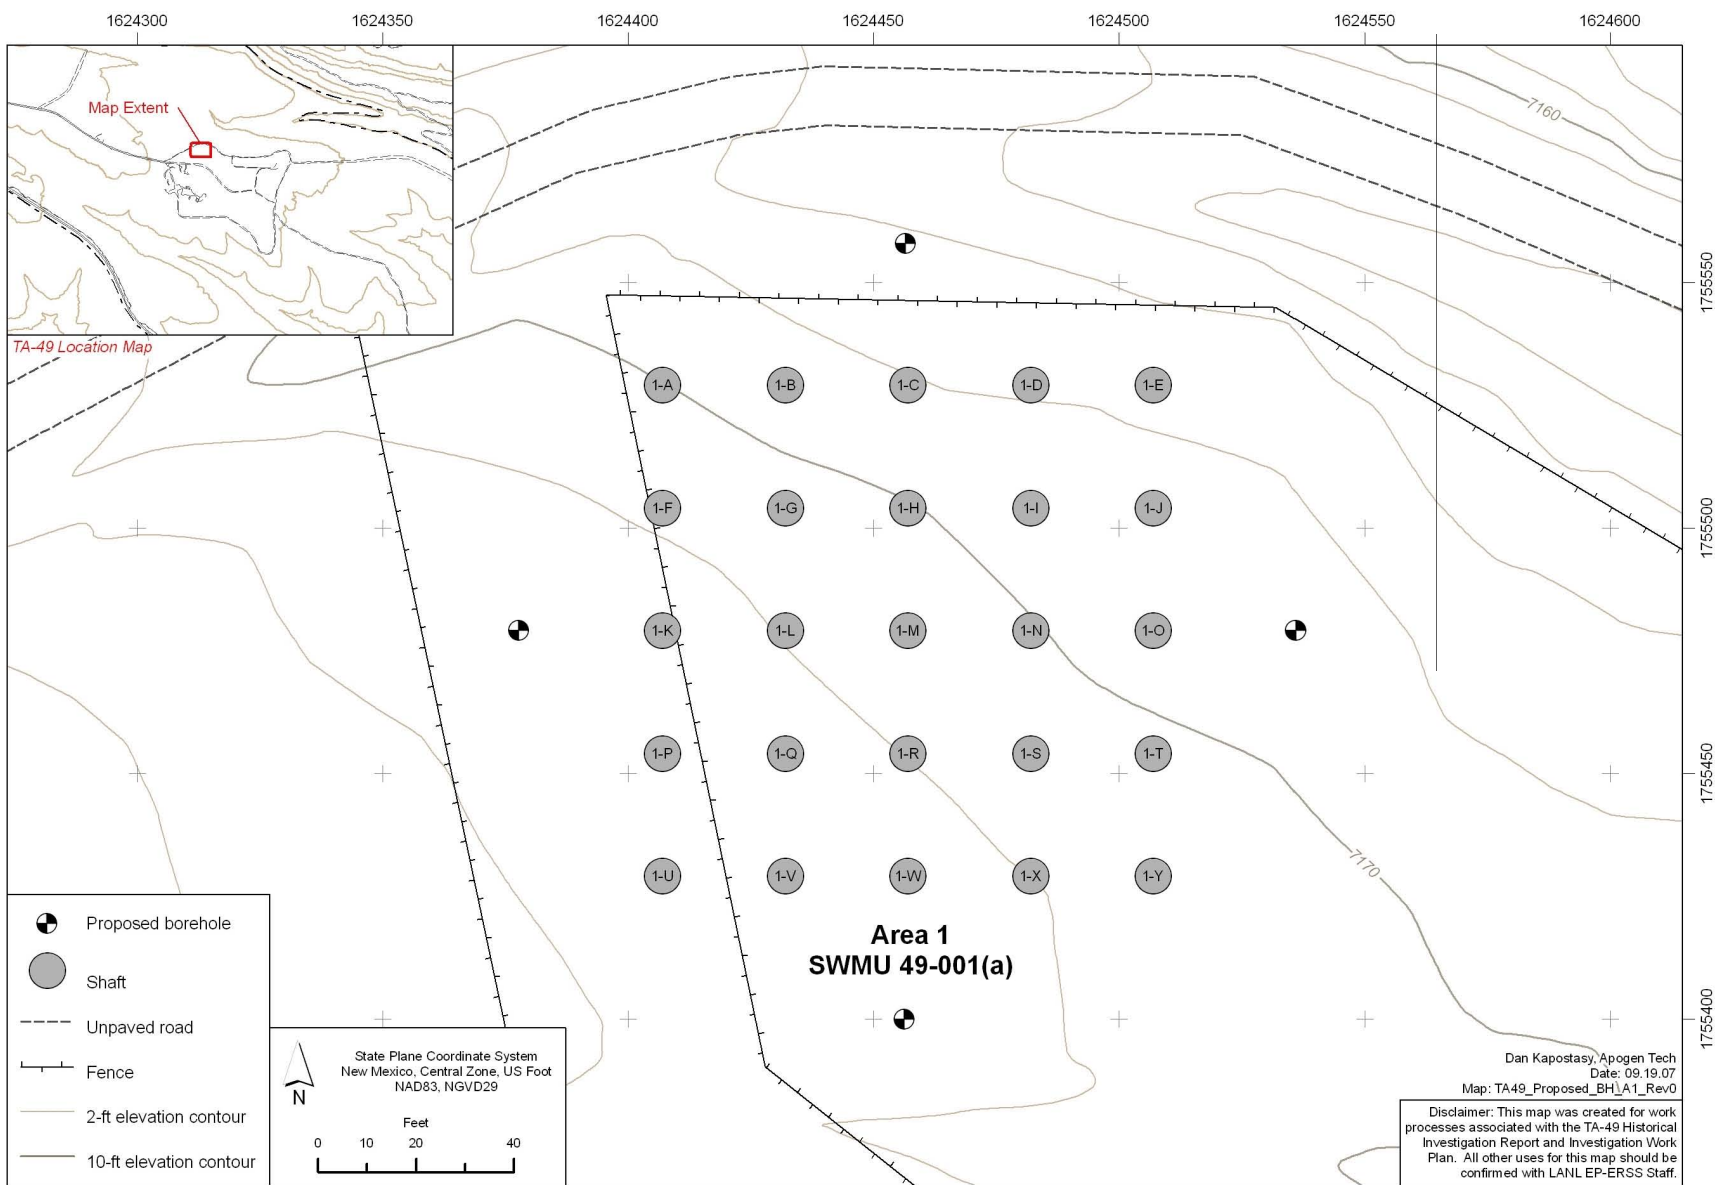 1624300 1624350 1624400 1624450 1624500 1624550 1624600
Map Extent
TA-49 Location Map
7160
1755550
1-A 1-B 1-C 1-D 1-E
1-F 1-G 1-H 1-I 1-J
1755500
1-K 1-L 1-M 1-N 1-O
1-P 1-Q 1-R 1-S 1-T
1755450
7170
1-U 1-V 1-W 1-X 1-Y
Area 1
SWMU 49-001(a)
1755400
Proposed borehole
Shaft
Unpaved road
Fence
2-ft elevation contour
10-ft elevation contour
N
State Plane Coordinate System
New Mexico, Central Zone, US Foot
NAD83, NGVD29
Feet
0 10 20 40
Dan Kapostasy, Apogen Tech
Date: 09.19.07
Map: TA49_Proposed_BH_A1_Rev0
Disclaimer: This map was created for work
processes associated with the TA-49 Historical
Investigation Report and Investigation Work
Plan. All other uses for this map should be
confirmed with LANL EP-ERSS Staff.